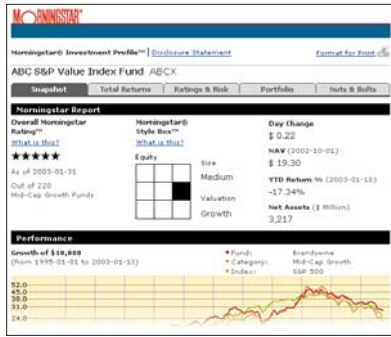 MORNINGSTAR®
Morningstar® Investment Profile™ | Disclosure Statement Format for Print
ABC S&P Value Index Fund ABCX
Snapshot Total Returns Ratings & Risk Portfolio Nuts & Bolts
Morningstar Report
Overall Morningstar Rating™
What is this?
★★★★★
As of 2003-01-31
Out of 220
Mid-Cap Growth Funds
Morningstar®
Style Box™
What is this?
Equity
Size
Medium
Valuation
Growth
Day Change
$ 0.22
NAV (2002-10-01)
$ 19.30
YTD Return % (2003-01-13)
-17.34%
Net Assets ($ Million)
3,217
Performance
Growth of $10,000
(from 1995-01-01 to 2003-01-13)
Fund: Brandywine
Category: Mid-Cap Growth
Index: S&P 500
52.0
45.0
38.0
31.0
24.0